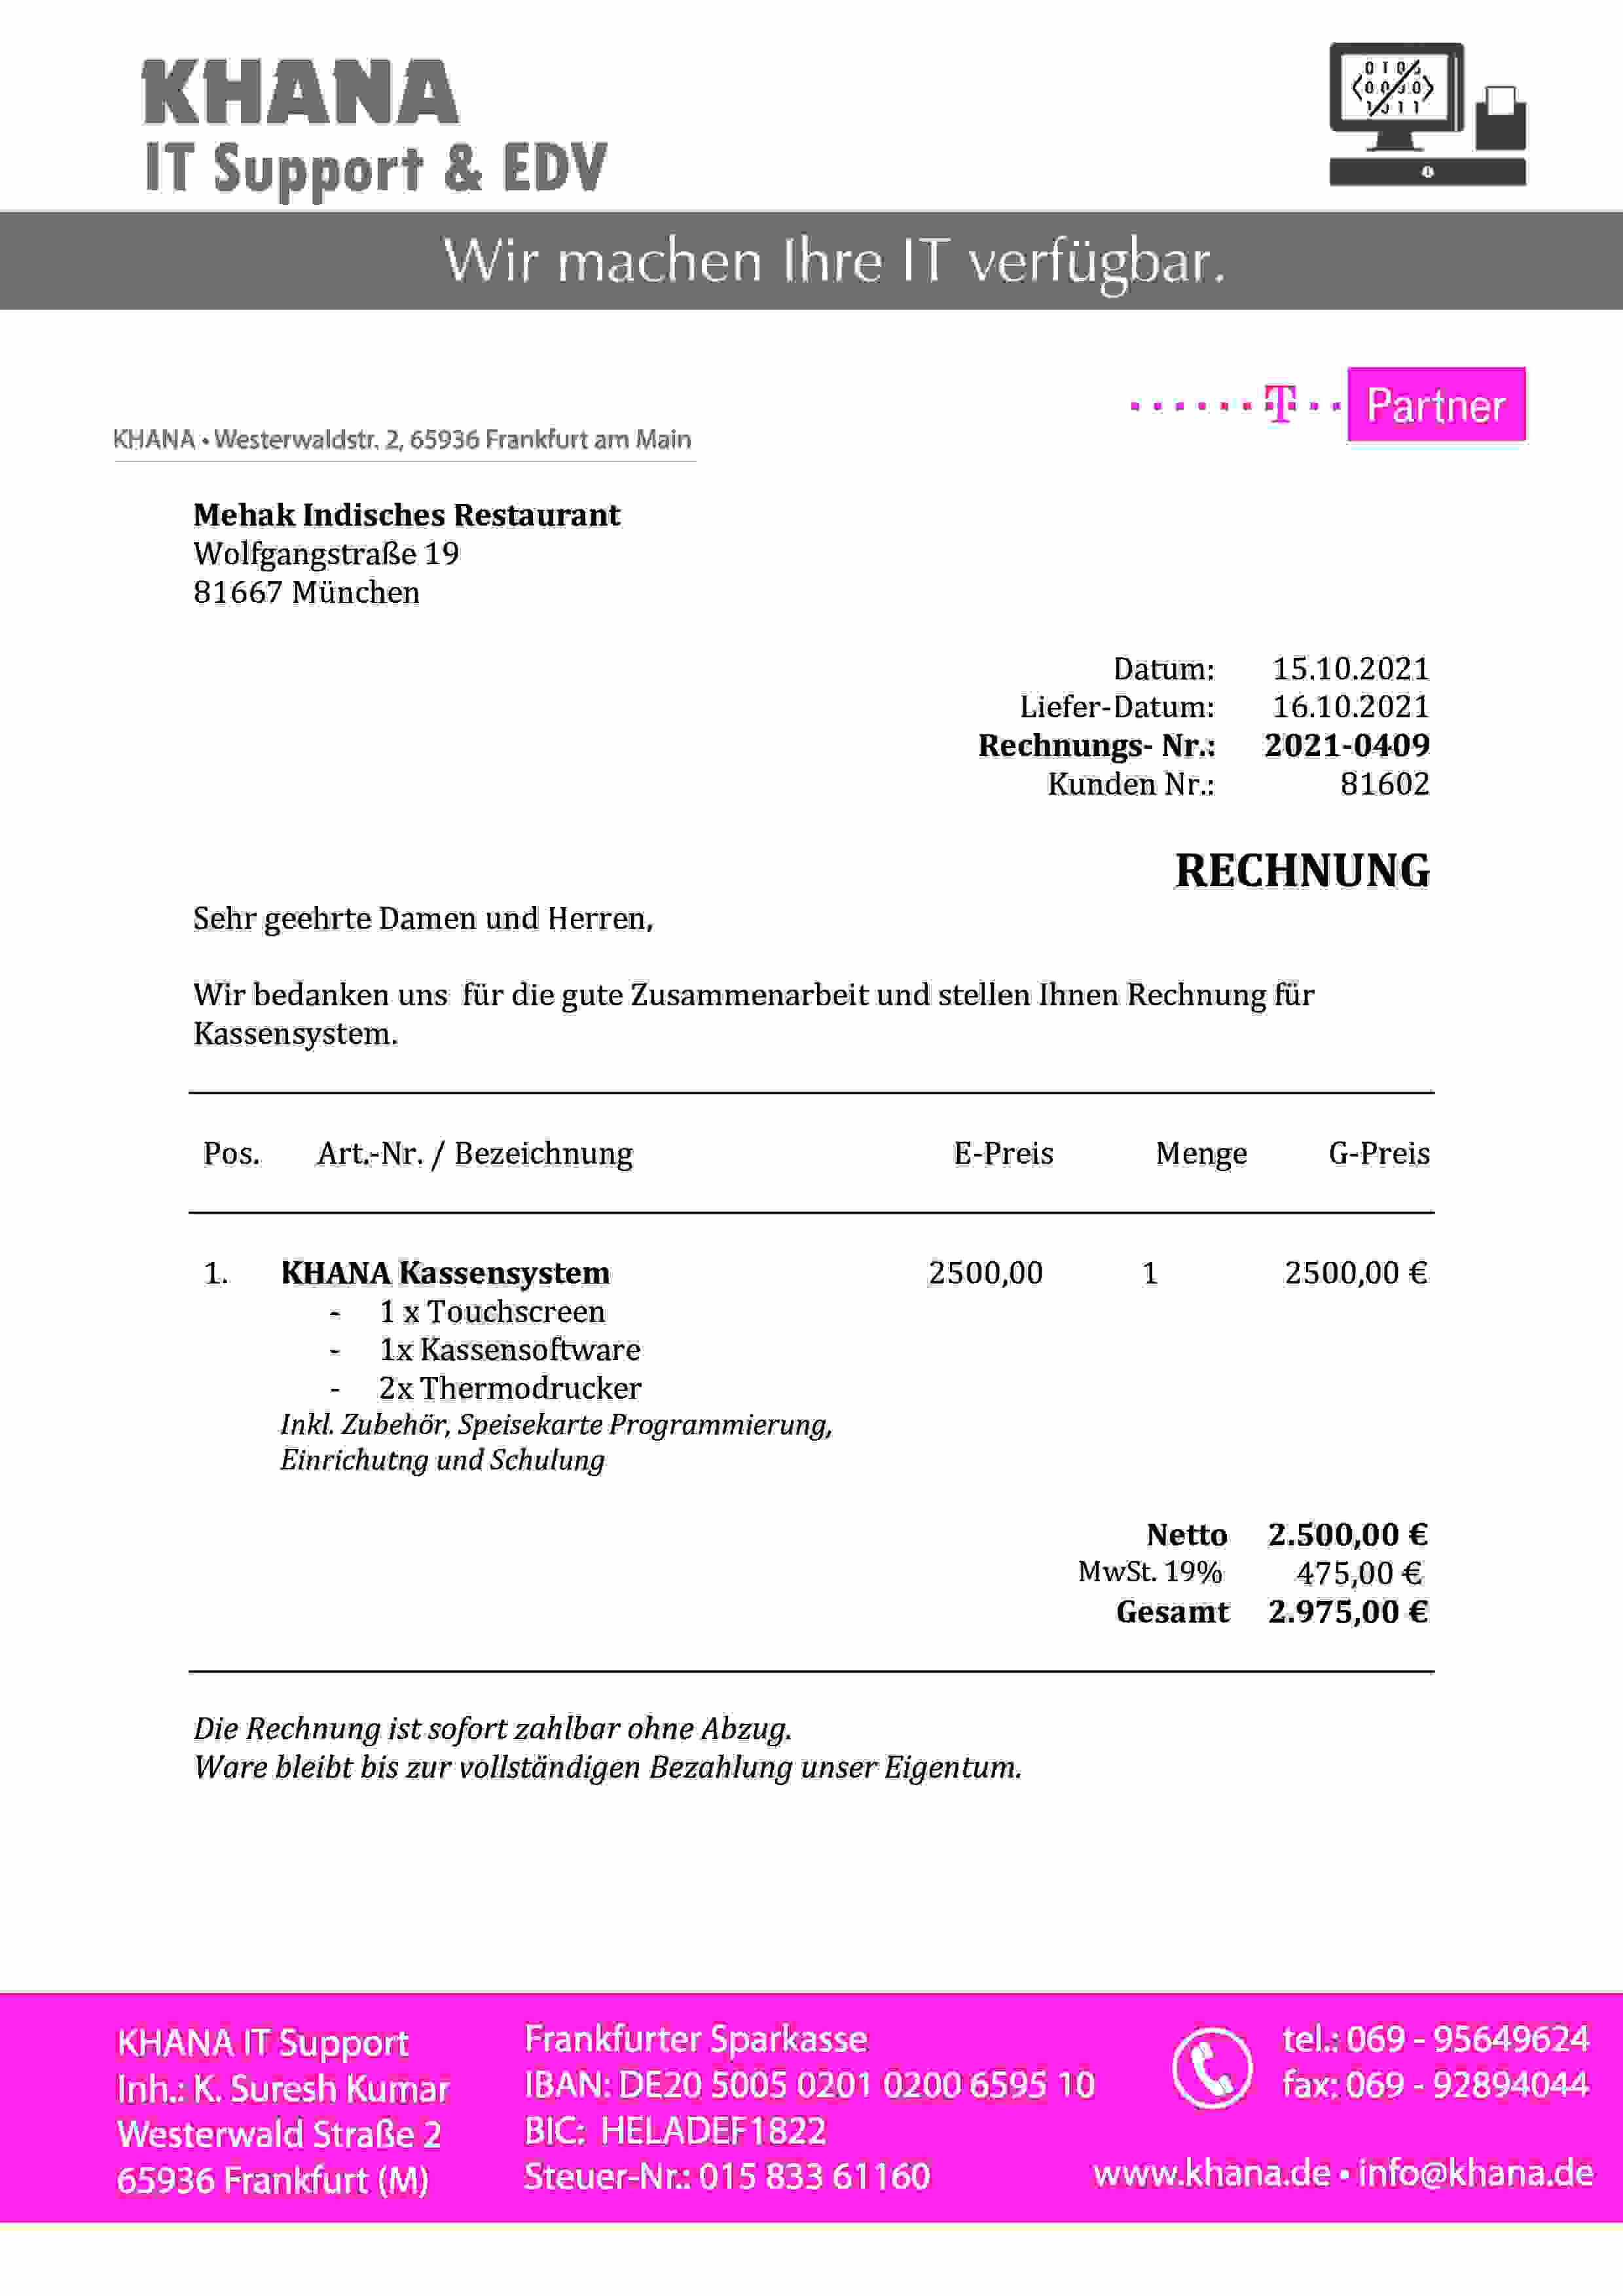 KHANA
IT Support & EDV
Wir machen Ihre IT verfügbar.
T Partner
KHANA • Westerwaldstr. 2, 65936 Frankfurt am Main
Mehak Indisches Restaurant
Wolfgangstraße 19
81667 München
Datum: 15.10.2021
Liefer-Datum: 16.10.2021
Rechnungs- Nr.: 2021-0409
Kunden Nr.: 81602
RECHNUNG
Sehr geehrte Damen und Herren,
Wir bedanken uns für die gute Zusammenarbeit und stellen Ihnen Rechnung für
Kassensystem.
Pos. Art.-Nr. / Bezeichnung E-Preis Menge G-Preis
1. KHANA Kassensystem 2500,00 1 2500,00 €
- 1 x Touchscreen
- 1x Kassensoftware
- 2x Thermodrucker
Inkl. Zubehör, Speisekarte Programmierung,
Einrichutng und Schulung
Netto 2.500,00 €
MwSt. 19% 475,00 €
Gesamt 2.975,00 €
Die Rechnung ist sofort zahlbar ohne Abzug.
Ware bleibt bis zur vollständigen Bezahlung unser Eigentum.
KHANA IT Support
Inh.: K. Suresh Kumar
Westerwald Straße 2
65936 Frankfurt (M)
Frankfurter Sparkasse
IBAN: DE20 5005 0201 0200 6595 10
BIC: HELADEF1822
Steuer-Nr.: 015 833 61160
tel.: 069 - 95649624
fax: 069 - 92894044
www.khana.de • info@khana.de